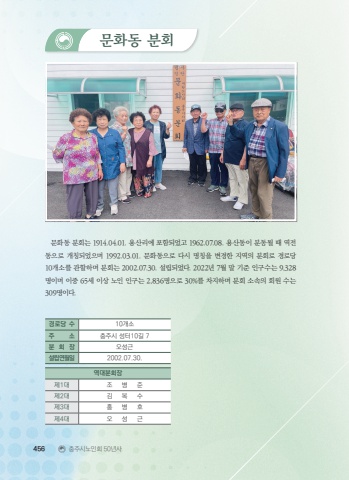 문화동 분회
문화동분회
문화동 분회는 1914.04.01. 용산리에 포함되었고 1962.07.08. 용산동이 분동될 때 역전
동으로 개칭되었으며 1992.03.01. 문화동으로 다시 명칭을 변경한 지역의 분회로 경로당
10개소를 관할하며 분회는 2002.07.30. 설립되었다. 2022년 7월 말 기준 인구수는 9,328
명이며 이중 65세 이상 노인 인구는 2,836명으로 30%를 차지하며 분회 소속의 회원 수는
309명이다.
경로당 수 10개소
주 소 충주시 샘터10길 7
분 회 장 오성근
설립연월일 2002.07.30.
역대분회장
제1대 조 병 준
제2대 김 복 수
제3대 홍 병 호
제4대 오 성 근
456 충주시노인회 50년사